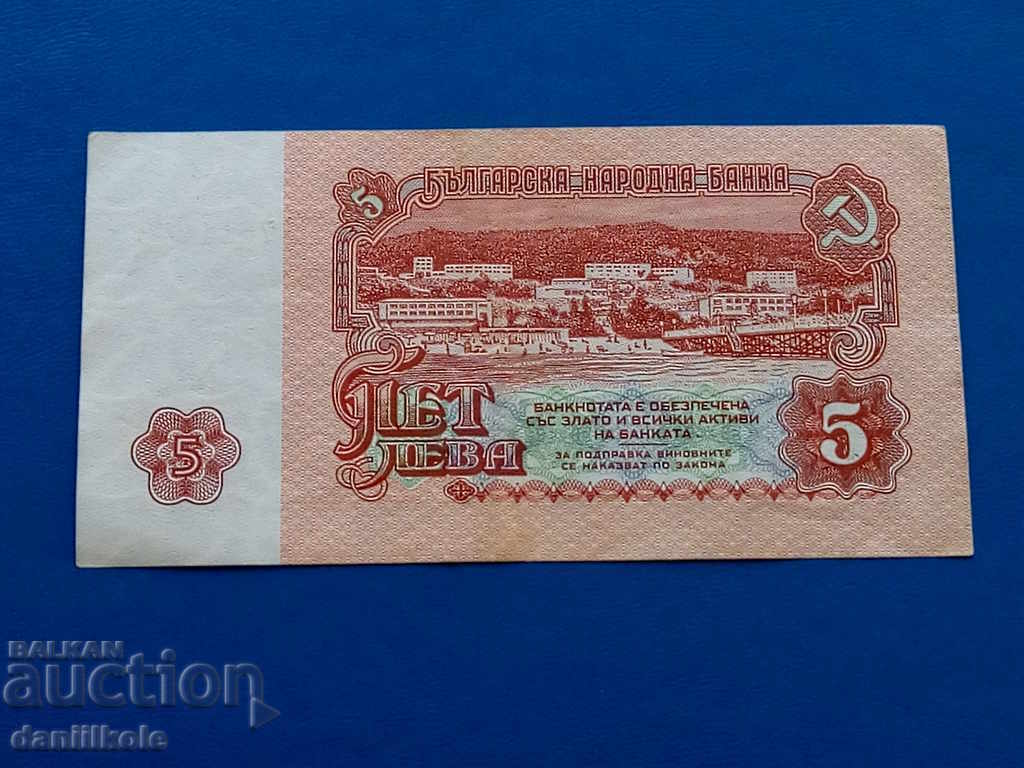 5
БЪЛГАРСКА НАРОДНА БАНКА
ПЕТ
ЛЕВА
БАНКНОТАТА Е ОБЕЗПЕЧЕНА
СЪС ЗЛАТО И ВСИЧКИ АКТИВИ
НА БАНКАТА
ЗА ПОДПРАВКА ВИНОВНИТЕ
СЕ НАКАЗВАТ ПО ЗАКОНА
5
5
BALKAN
auction
daniilkole